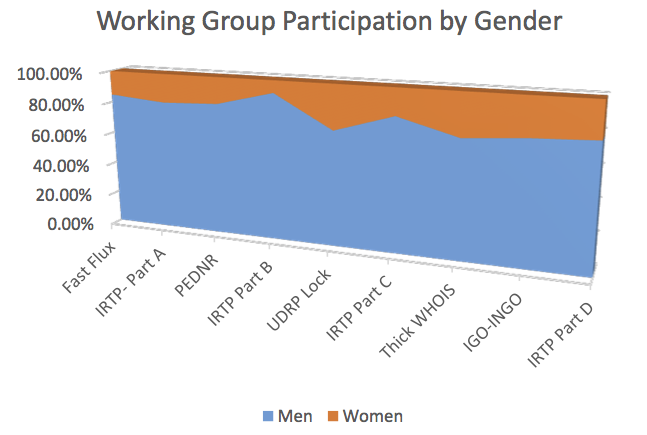 Working Group Participation by Gender
100.00%
80.00%
60.00%
40.00%
20.00%
0.00%
Fast Flux
IRTP- Part A
PEDNR
IRTP Part B
UDRP Lock
IRTP Part C
Thick WHOIS
IGO-INGO
IRTP Part D
Men Women